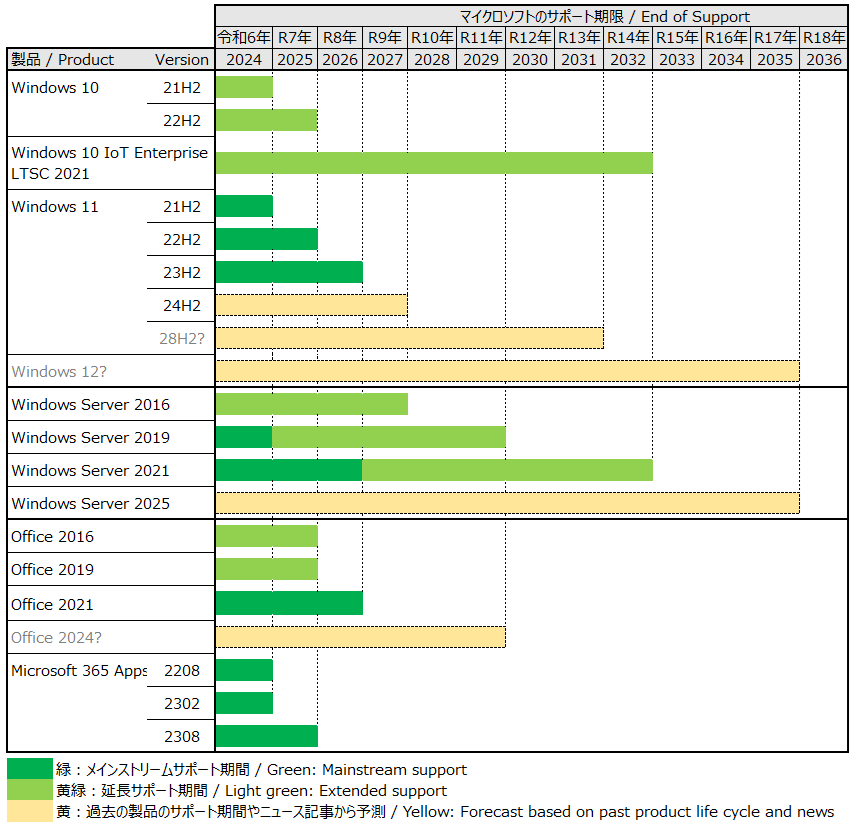 マイクロソフトのサポート期限 / End of Support
令和6年 R7年 R8年 R9年 R10年 R11年 R12年 R13年 R14年 R15年 R16年 R17年 R18年
製品 / Product Version 2024 2025 2026 2027 2028 2029 2030 2031 2032 2033 2034 2035 2036
Windows 10 21H2
22H2
Windows 10 IoT Enterprise
LTSC 2021
Windows 11 21H2
22H2
23H2
24H2
28H2?
Windows 12?
Windows Server 2016
Windows Server 2019
Windows Server 2021
Windows Server 2025
Office 2016
Office 2019
Office 2021
Office 2024?
Microsoft 365 Apps 2208
2302
2308
緑：メインストリームサポート期間 / Green: Mainstream support
黄緑：延長サポート期間 / Light green: Extended support
黄：過去の製品のサポート期間やニュース記事から予測 / Yellow: Forecast based on past product life cycle and news